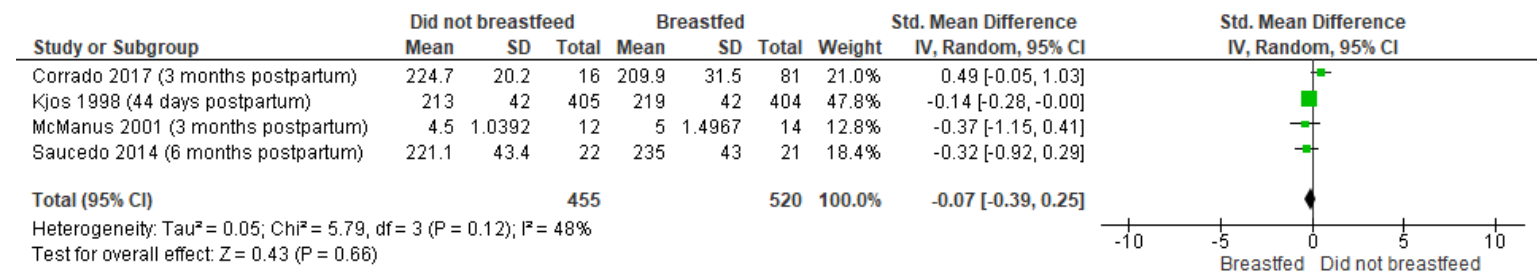 Did not breastfeed Breastfed Std. Mean Difference Std. Mean Difference
Study or Subgroup Mean SD Total Mean SD Total Weight IV, Random, 95% CI IV, Random, 95% CI
Corrado 2017 (3 months postpartum) 224.7 20.2 16 209.9 31.5 81 21.0% 0.49 [-0.05, 1.03]
Kjos 1998 (44 days postpartum) 213 42 405 219 42 404 47.8% -0.14 [-0.28, -0.00]
McManus 2001 (3 months postpartum) 4.5 1.0392 12 5 1.4967 14 12.8% -0.37 [-1.15, 0.41]
Saucedo 2014 (6 months postpartum) 221.1 43.4 22 235 43 21 18.4% -0.32 [-0.92, 0.29]
Total (95% CI) 455 520 100.0% -0.07 [-0.39, 0.25]
Heterogeneity: Tau² = 0.05; Chi² = 5.79, df = 3 (P = 0.12); I² = 48%
Test for overall effect: Z = 0.43 (P = 0.66)
-10 -5 0 5 10
Breastfed Did not breastfeed